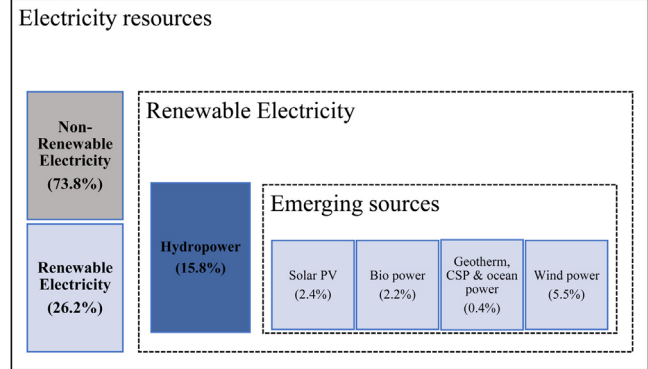 Electricity resources
Non-
Renewable
Electricity
(73.8%)
Renewable
Electricity
(26.2%)
Renewable Electricity
Hydropower
(15.8%)
Emerging sources
Solar PV
(2.4%)
Bio power
(2.2%)
Geotherm,
CSP & ocean
power
(0.4%)
Wind power
(5.5%)